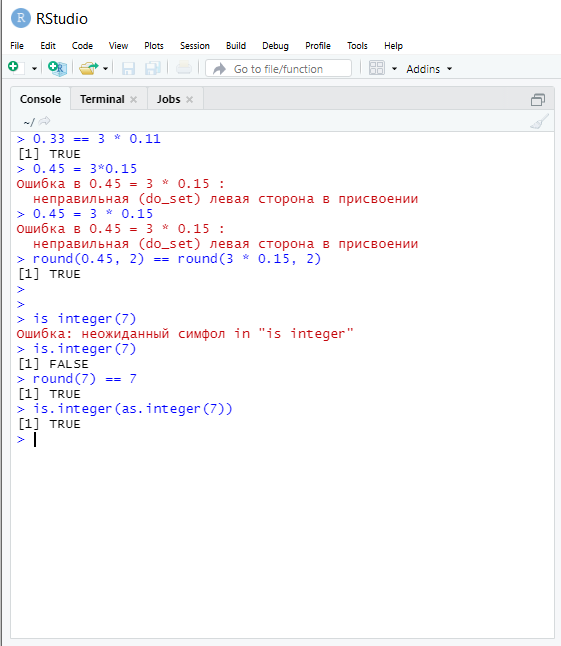 RStudio
File Edit Code View Plots Session Build Debug Profile Tools Help
Go to file/function Addins
Console Terminal Jobs
~/
> 0.33 == 3 * 0.11
[1] TRUE
> 0.45 = 3*0.15
Ошибка в 0.45 = 3 * 0.15 :
неправильная (do_set) левая сторона в присвоении
> 0.45 = 3 * 0.15
Ошибка в 0.45 = 3 * 0.15 :
неправильная (do_set) левая сторона в присвоении
> round(0.45, 2) == round(3 * 0.15, 2)
[1] TRUE
>
>
> is integer(7)
Ошибка: неожиданный симфол in "is integer"
> is.integer(7)
[1] FALSE
> round(7) == 7
[1] TRUE
> is.integer(as.integer(7))
[1] TRUE
>